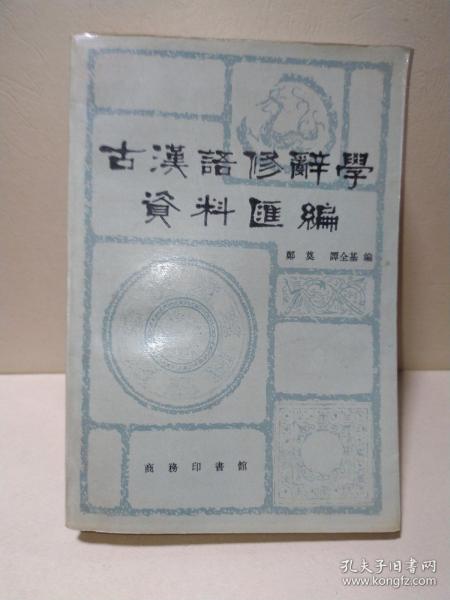 古漢語修辭學
資料匯編
鄭奠 譚全基 編
商務印書館
孔夫子旧书网
www.kongfz.com